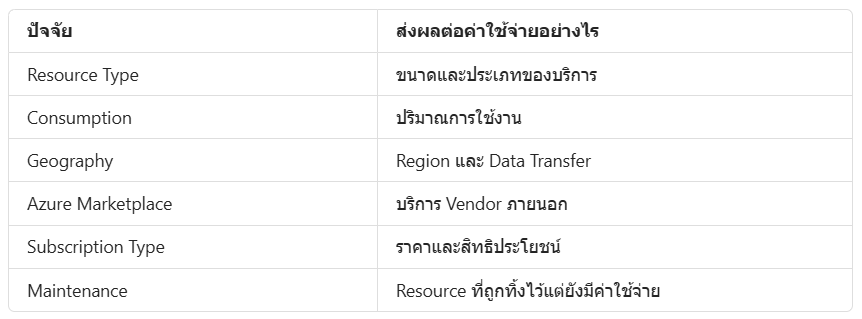 ปัจจัย ส่งผลต่อค่าใช้จ่ายอย่างไร
Resource Type ขนาดและประเภทของบริการ
Consumption ปริมาณการใช้งาน
Geography Region และ Data Transfer
Azure Marketplace บริการ Vendor ภายนอก
Subscription Type ราคาและสิทธิประโยชน์
Maintenance Resource ที่ถูกทิ้งไว้แต่ยังมีค่าใช้จ่าย